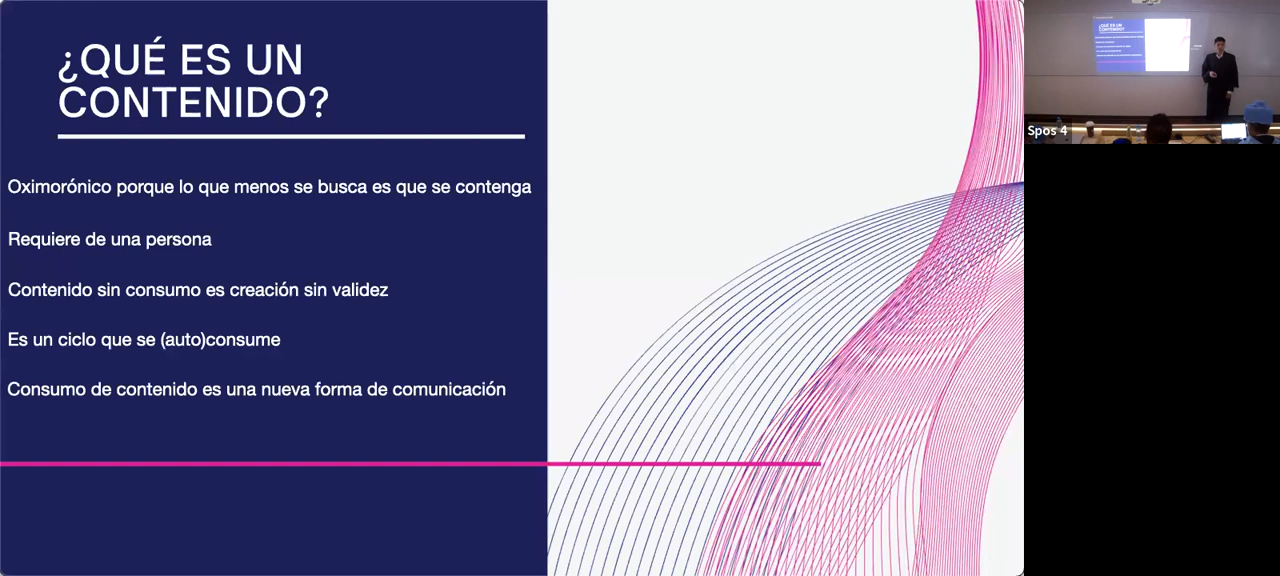 ¿QUÉ ES UN
CONTENIDO?
Oximorónico porque lo que menos se busca es que se contenga
Requiere de una persona
Contenido sin consumo es creación sin validez
Es un ciclo que se (auto)consume
Consumo de contenido es una nueva forma de comunicación
Spos 4